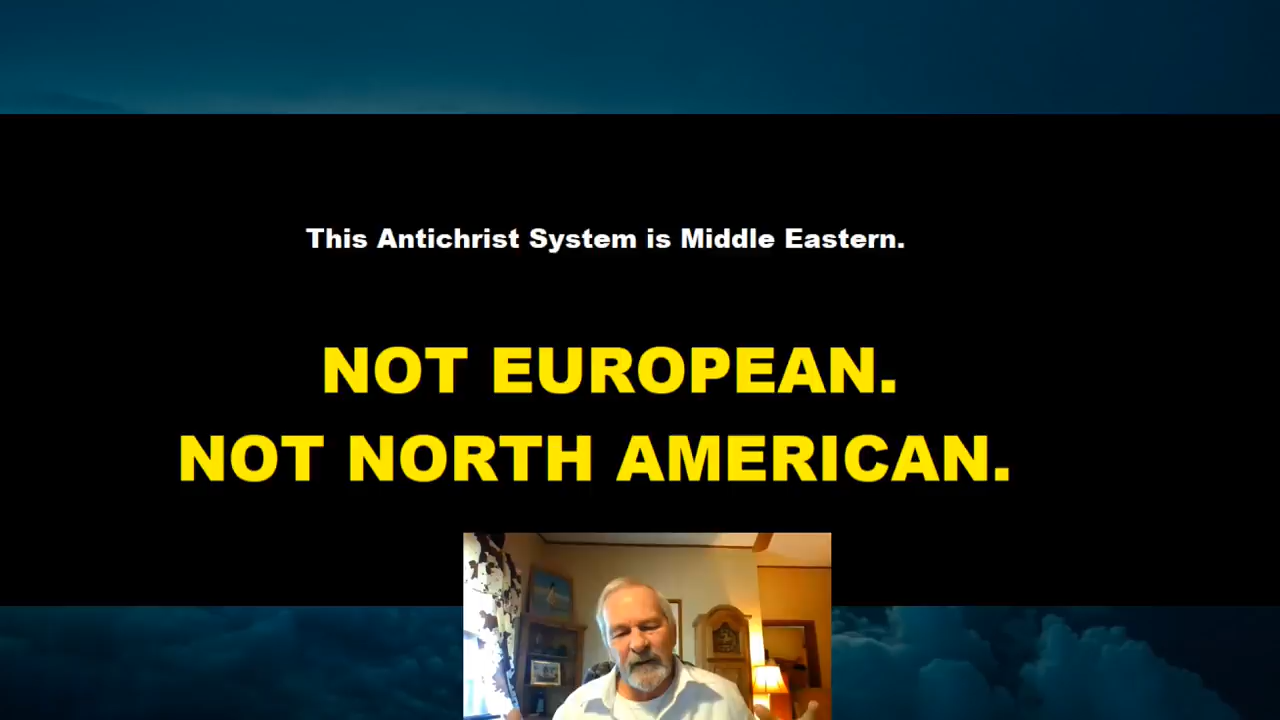 This Antichrist System is Middle Eastern.
NOT EUROPEAN.
NOT NORTH AMERICAN.